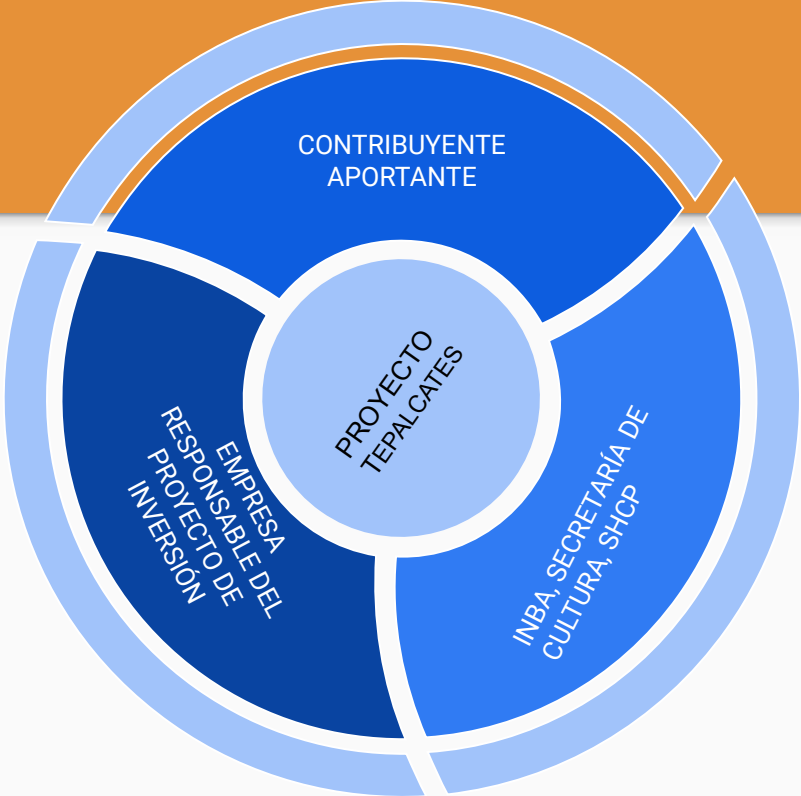 CONTRIBUYENTE
APORTANTE
PROYECTO
TEPALCATES
EMPRESA
RESPONSABLE DEL
PROYECTO DE
INVERSIÓN
INBA, SECRETARÍA DE
CULTURA, SHCP